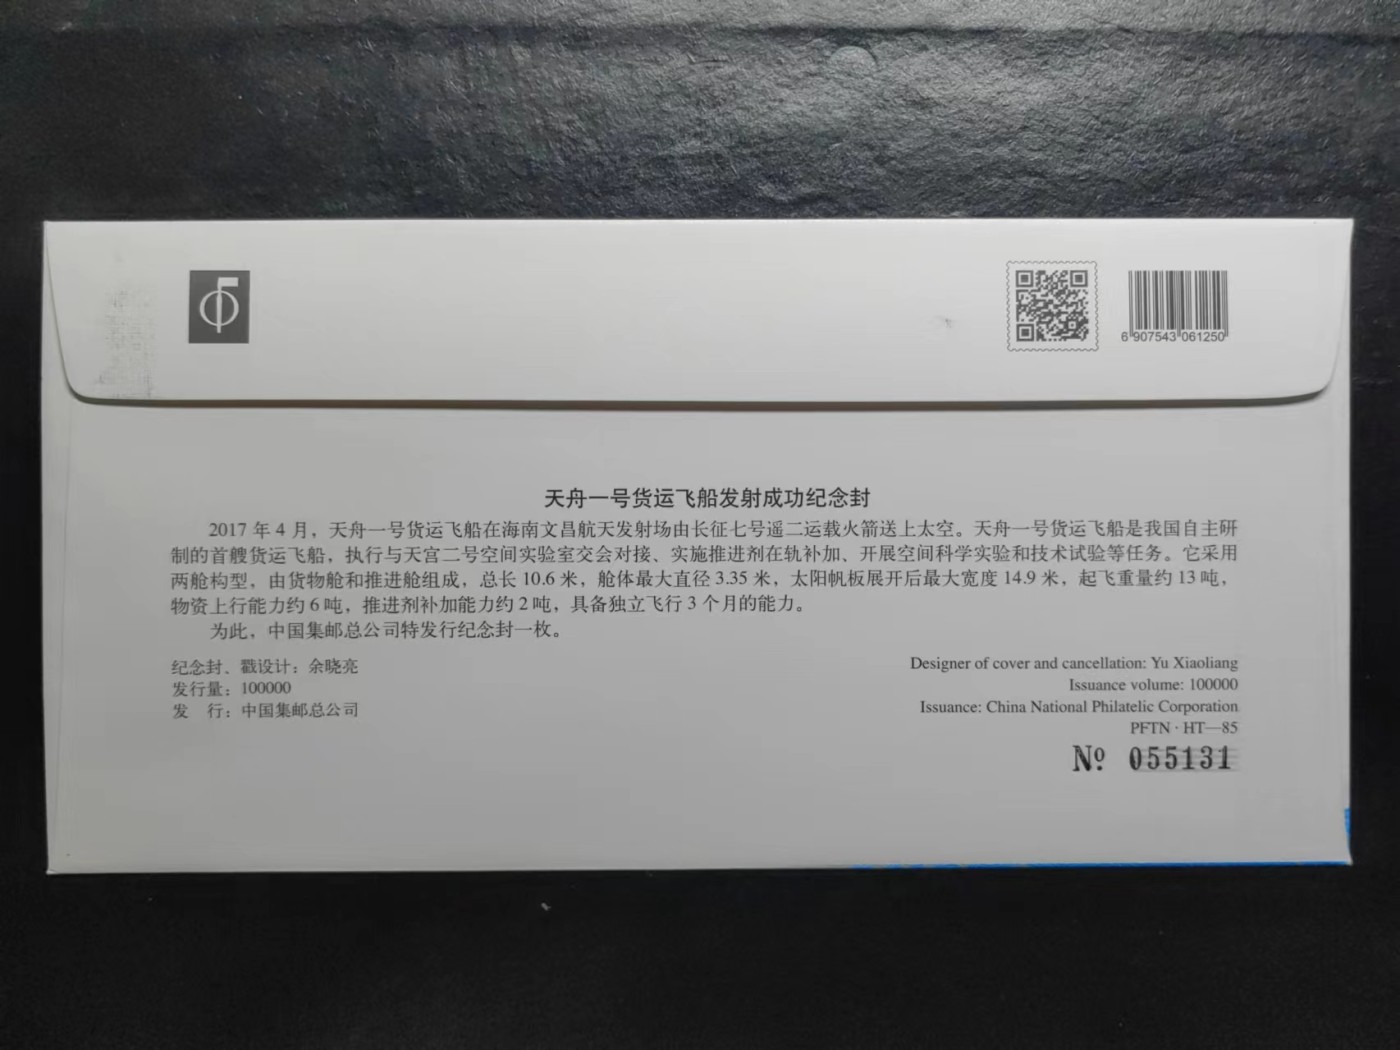 6 907543 061250
天舟一号货运飞船发射成功纪念封
2017 年 4 月，天舟一号货运飞船在海南文昌航天发射场由长征七号遥二运载火箭送上太空。天舟一号货运飞船是我国自主研
制的首艘货运飞船，执行与天宫二号空间实验室交会对接、实施推进剂在轨补加、开展空间科学实验和技术试验等任务。它采用
两舱构型，由货物舱和推进舱组成，总长 10.6 米，舱体最大直径 3.35 米，太阳帆板展开后最大宽度 14.9 米，起飞重量约 13 吨，
物资上行能力约 6 吨，推进剂补加能力约 2 吨，具备独立飞行 3 个月的能力。
为此，中国集邮总公司特发行纪念封一枚。
纪念封、戳设计：余晓亮
发行量：100000
发　行：中国集邮总公司
Designer of cover and cancellation: Yu Xiaoliang
Issuance volume: 100000
Issuance: China National Philatelic Corporation
PFTN · HT—85
№ 055131